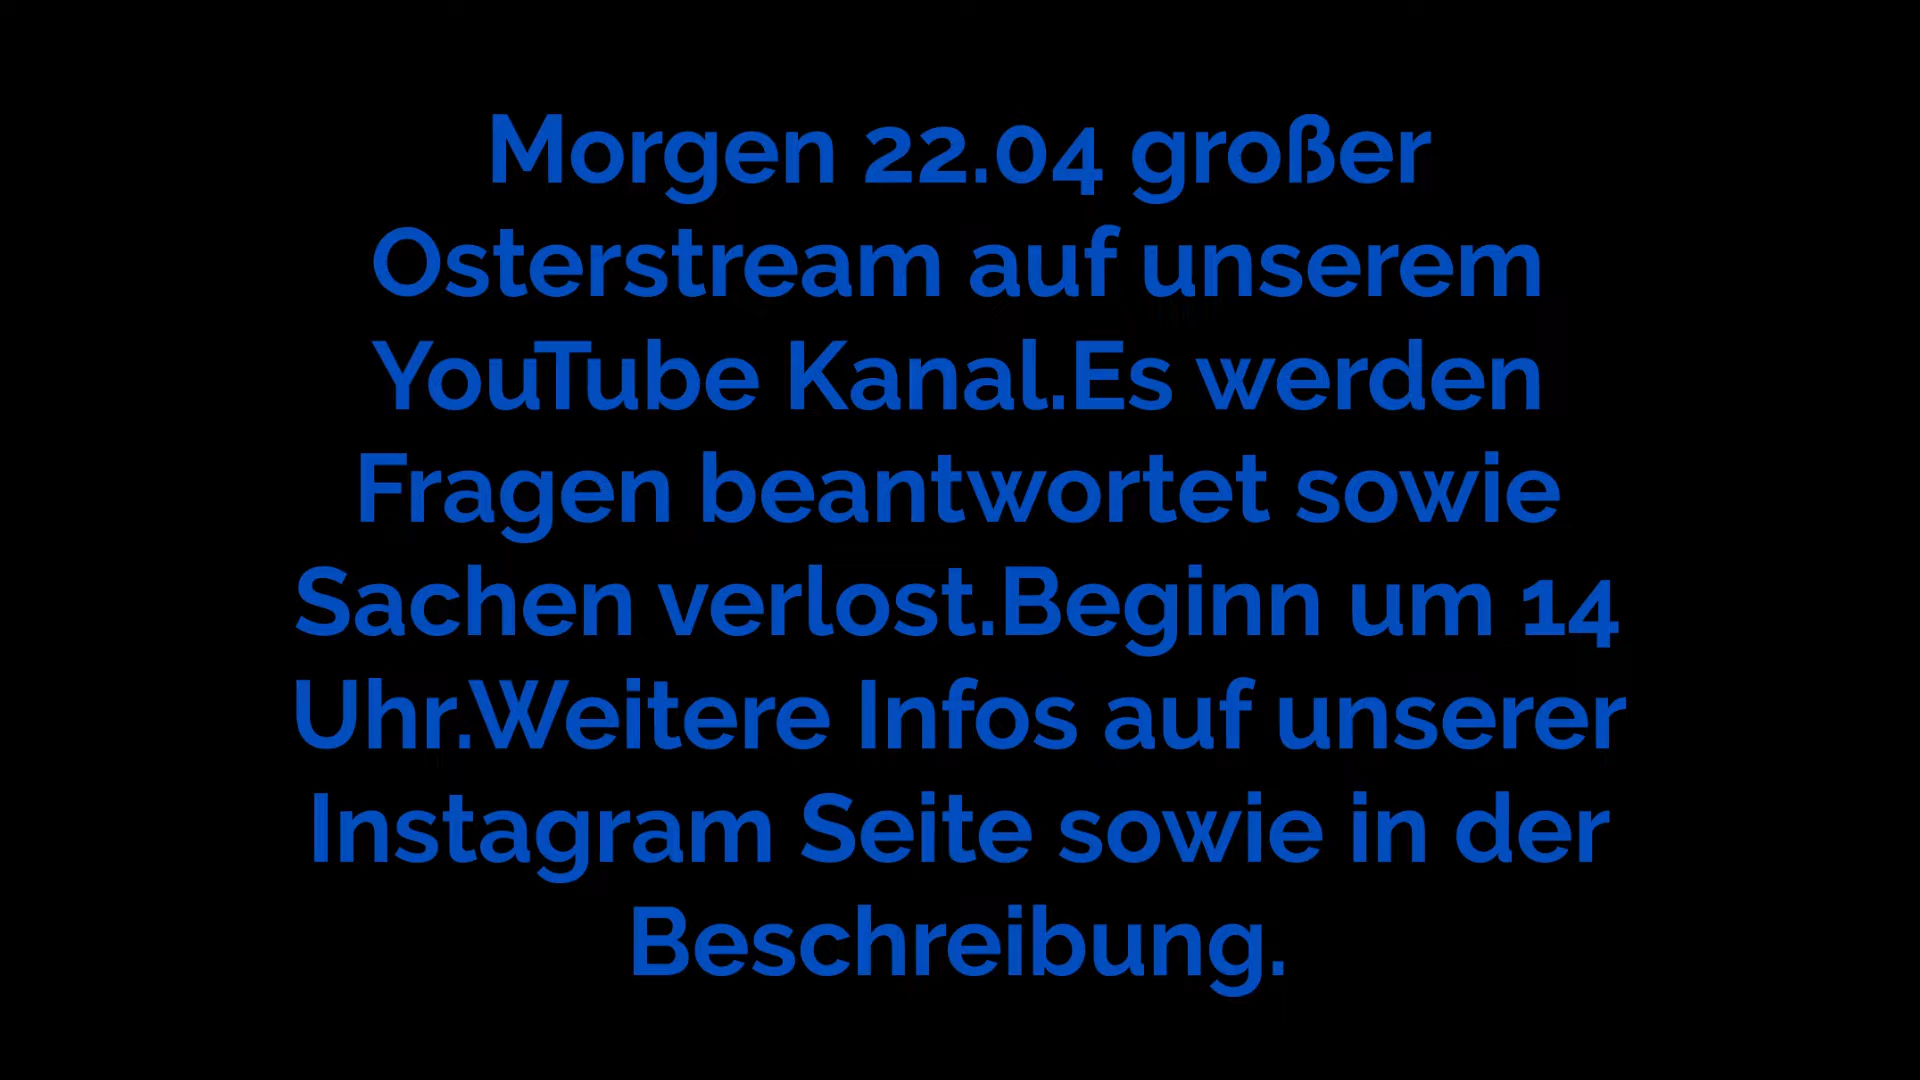 Morgen 22.04 großer
Osterstream auf unserem
YouTube Kanal.Es werden
Fragen beantwortet sowie
Sachen verlost.Beginn um 14
Uhr.Weitere Infos auf unserer
Instagram Seite sowie in der
Beschreibung.